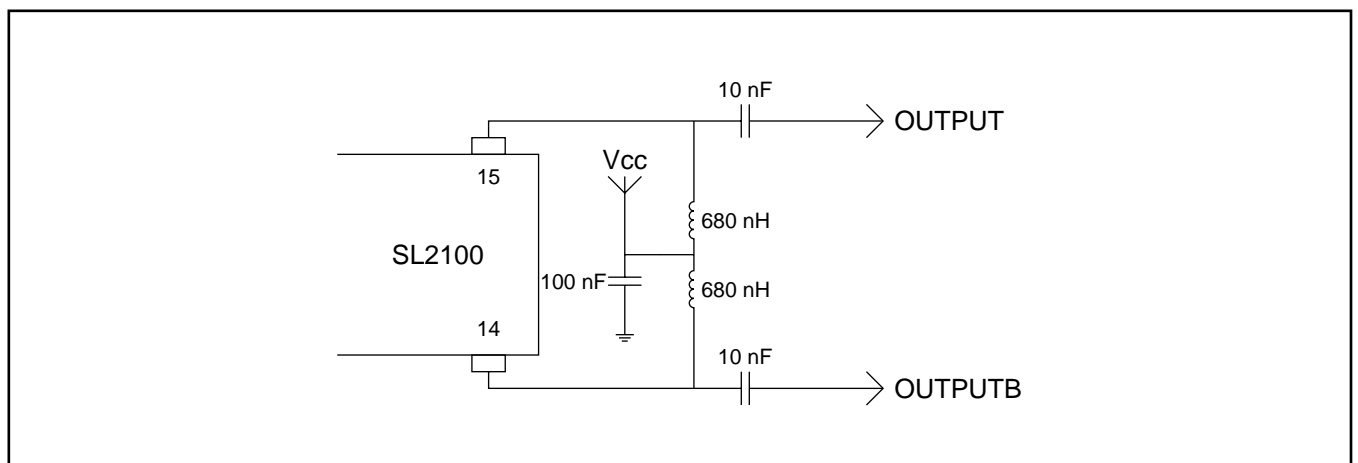 10 nF
OUTPUT
15
Vcc
680 nH
SL2100
100 nF
680 nH
14
10 nF
OUTPUTB